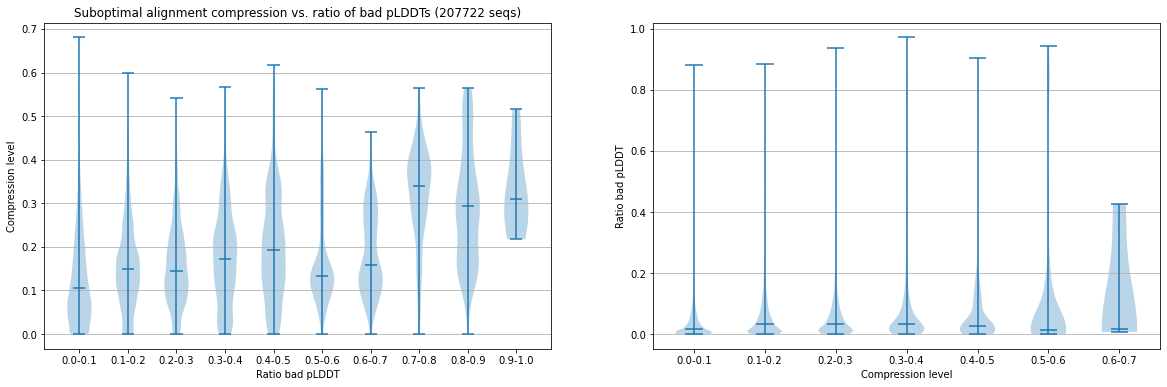 Suboptimal alignment compression vs. ratio of bad pLDDTs (207722 seqs)
Compression level
0.7
0.6
0.5
0.4
0.3
0.2
0.1
0.0
0.0-0.1 0.1-0.2 0.2-0.3 0.3-0.4 0.4-0.5 0.5-0.6 0.6-0.7 0.7-0.8 0.8-0.9 0.9-1.0
Ratio bad pLDDT
Ratio bad pLDDT
1.0
0.8
0.6
0.4
0.2
0.0
0.0-0.1 0.1-0.2 0.2-0.3 0.3-0.4 0.4-0.5 0.5-0.6 0.6-0.7
Compression level